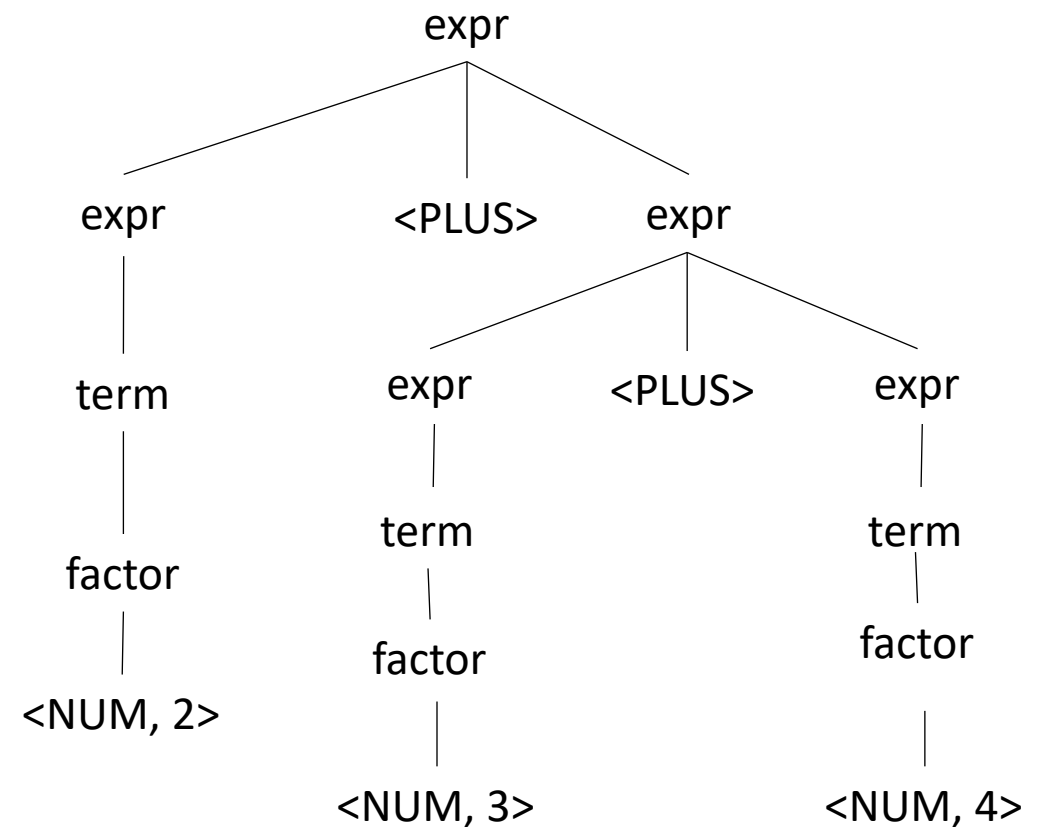 expr
expr <PLUS> expr
term expr <PLUS> expr
factor term term
<NUM, 2> factor factor
<NUM, 3> <NUM, 4>